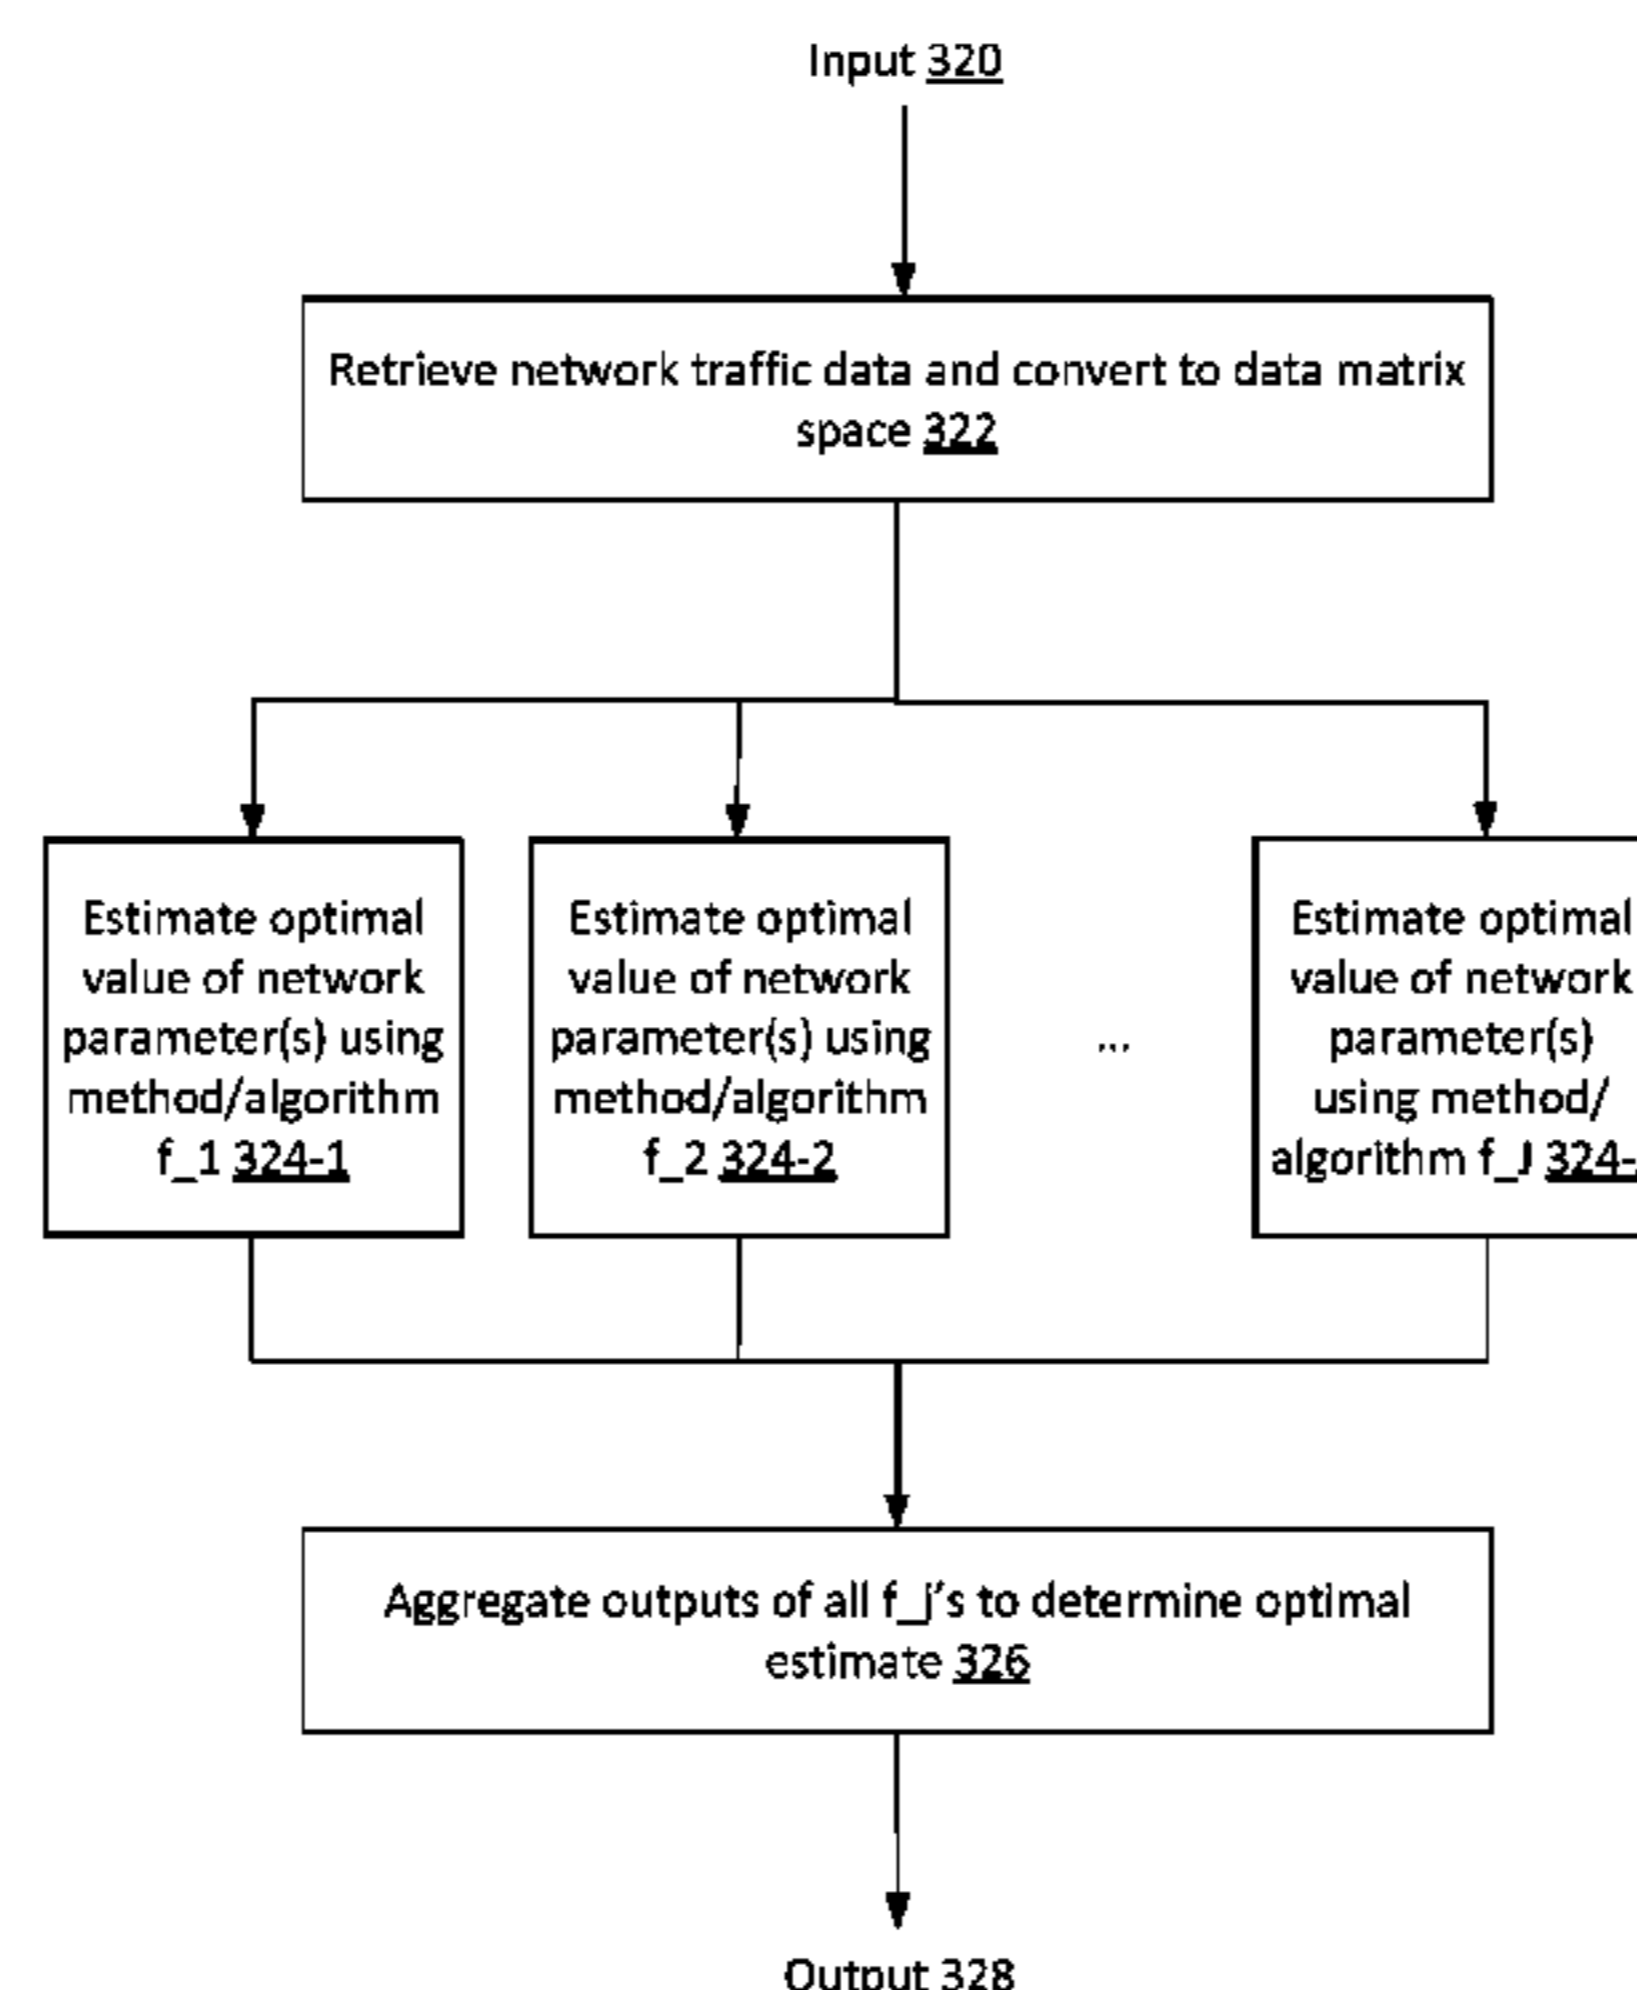 Input 320
Retrieve network traffic data and convert to data matrix
space 322
Estimate optimal
value of network
parameter(s) using
method/algorithm
f_1 324-1
Estimate optimal
value of network
parameter(s) using
method/algorithm
f_2 324-2
...
Estimate optimal
value of network
parameter(s)
using method/
algorithm f_J
Aggregate outputs of all f_j's to determine optimal
estimate 326
Output 328